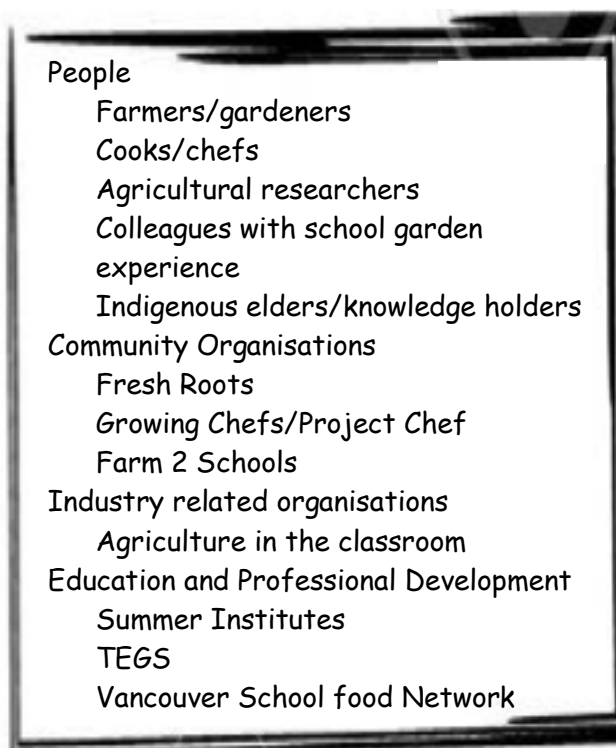 People
Farmers/gardeners
Cooks/chefs
Agricultural researchers
Colleagues with school garden
experience
Indigenous elders/knowledge holders
Community Organisations
Fresh Roots
Growing Chefs/Project Chef
Farm 2 Schools
Industry related organisations
Agriculture in the classroom
Education and Professional Development
Summer Institutes
TEGS
Vancouver School food Network